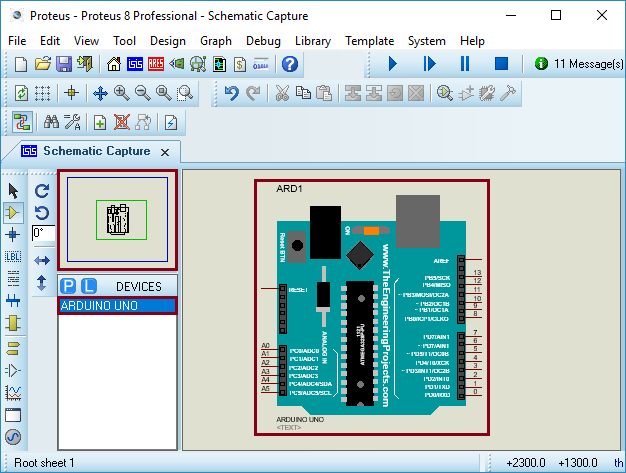 Proteus - Proteus 8 Professional - Schematic Capture
File Edit View Tool Design Graph Debug Library Template System Help
ISIS ARES $ ? 11 Message(s)
ISIS Schematic Capture
0°
LBL
P L DEVICES
ARDUINO UNO
ARD1
ON
Reset BTN
www.TheEngineeringProjects.com
RESET
AREF
PB5/SCK 13
PB4/MISO 12
~ PB3/MOSI/OC2A 11
~ PB2/OC1B 10
~ PB1/OC1A 9
PB0/ICP1/CLKO 8
ANALOG IN
A0 PC0/ADC0
A1 PC1/ADC1
A2 PC2/ADC2
A3 PC3/ADC3
A4 PC4/ADC4/SDA
A5 PC5/ADC5/SCL
PD7/AIN1 7
~ PD6/AIN0 6
~ PD5/T1/OC0B 5
PD4/T0/XCK 4
~ PD3/INT1/OC2B 3
PD2/INT0 2
PD1/TXD 1
PD0/RXD 0
ARDUINO UNO
<TEXT>
Root sheet 1 +2300.0 +1300.0 th